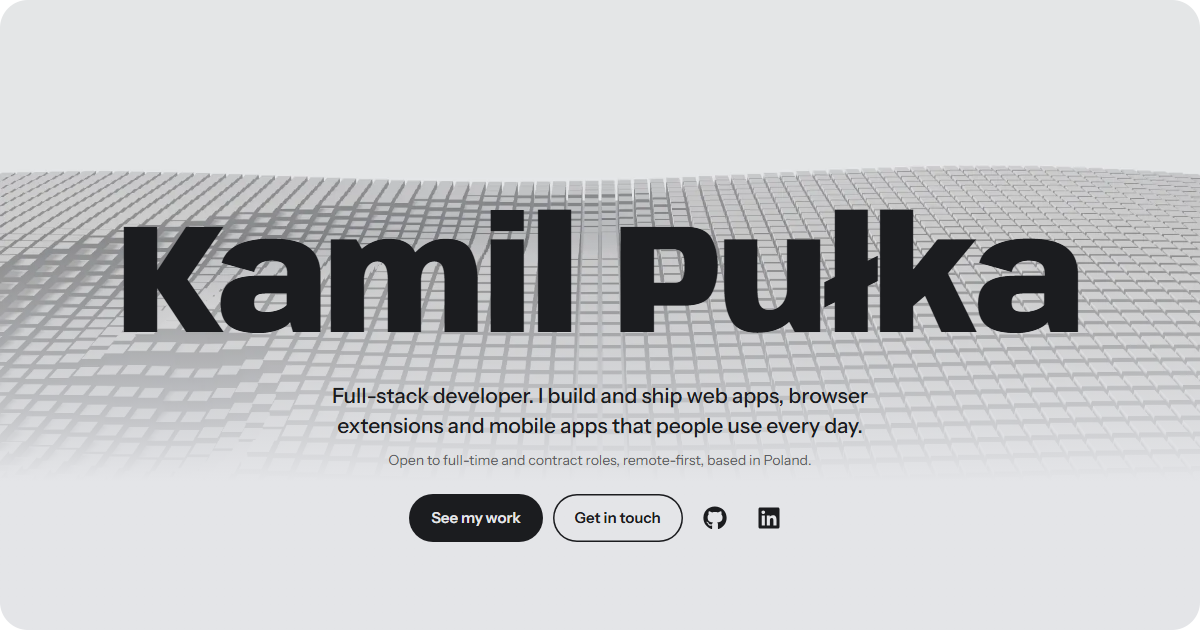 Kamil Pułka
Full-stack developer. I build and ship web apps, browser
extensions and mobile apps that people use every day.
Open to full-time and contract roles, remote-first, based in Poland.
See my work
Get in touch
in